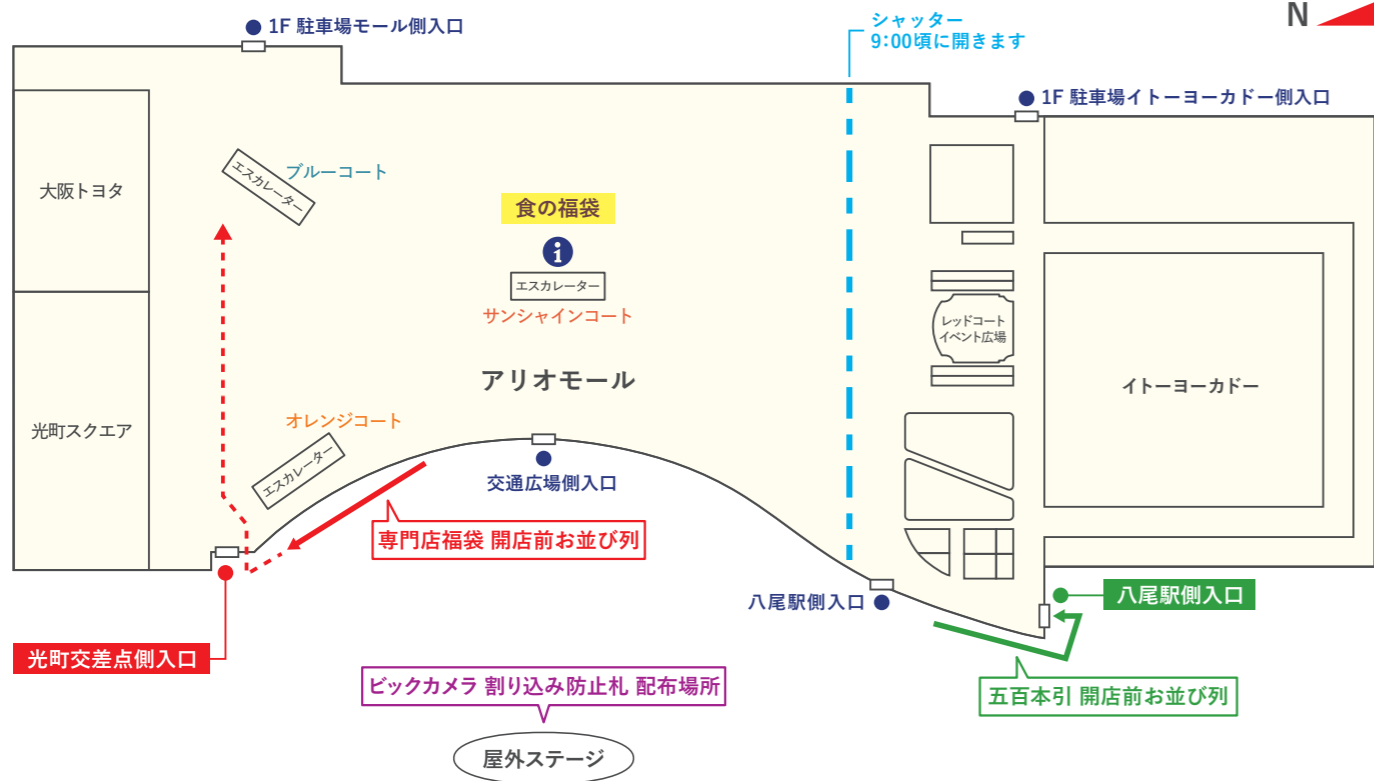 1F 駐車場モール側入口
シャッター
9:00頃に開きます
N
1F 駐車場イトーヨーカドー側入口
大阪トヨタ
エスカレーター
ブルーコート
食の福袋
i
エスカレーター
サンシャインコート
レッドコート
イベント広場
アリオモール
イトーヨーカドー
光町スクエア
オレンジコート
エスカレーター
交通広場側入口
専門店福袋 開店前お並び列
八尾駅側入口
八尾駅側入口
光町交差点側入口
ビックカメラ 割り込み防止札 配布場所
五百本引 開店前お並び列
屋外ステージ